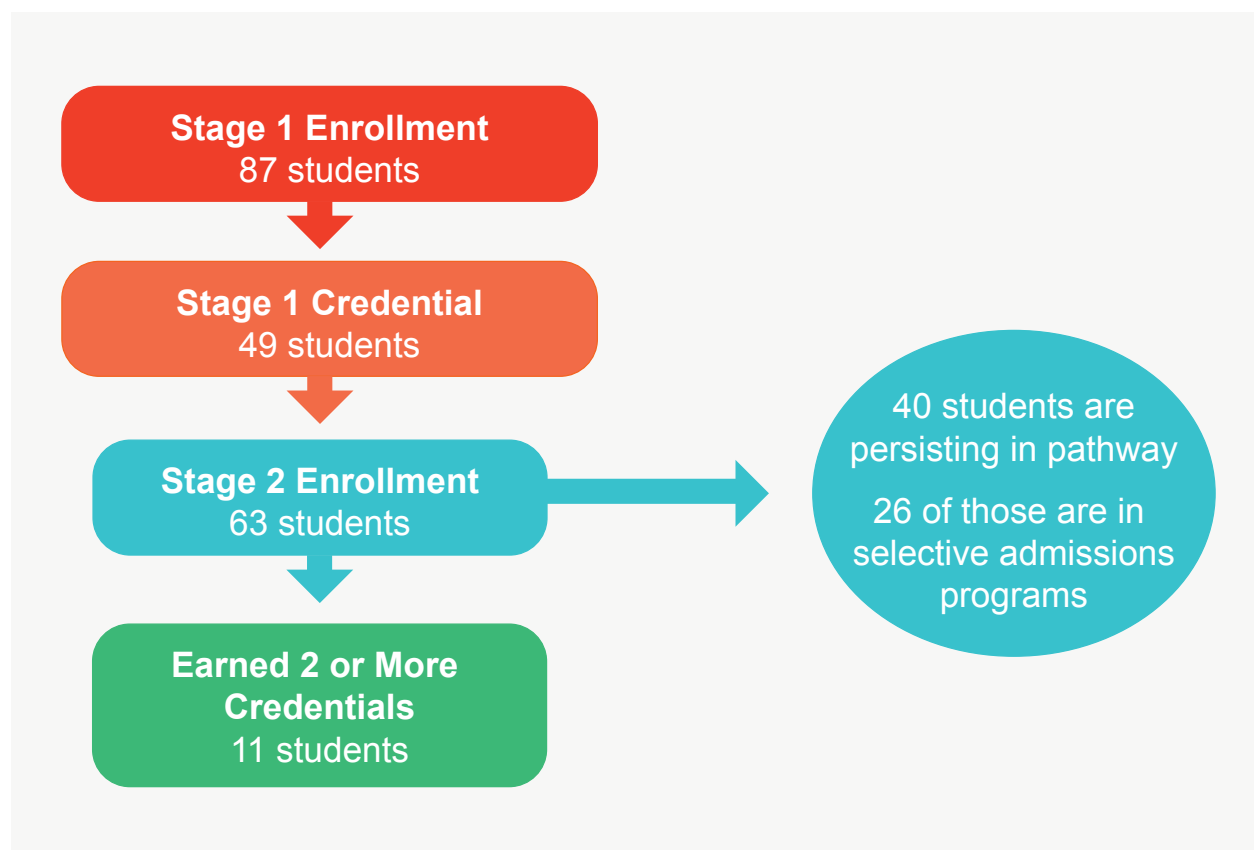 Stage 1 Enrollment
87 students
Stage 1 Credential
49 students
Stage 2 Enrollment
63 students
40 students are
persisting in pathway
26 of those are in
selective admissions
programs
Earned 2 or More
Credentials
11 students